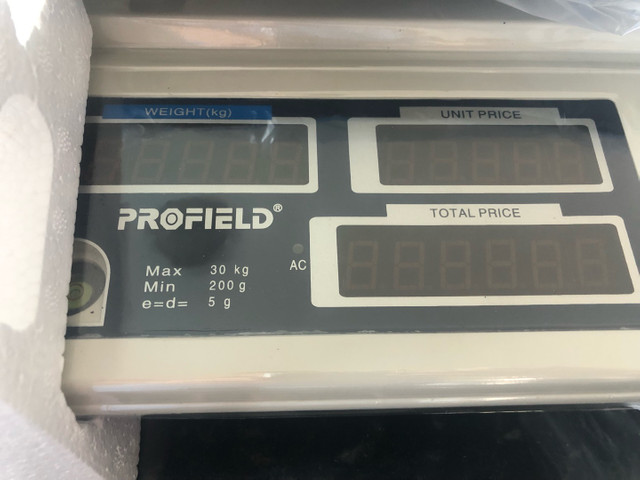 WEIGHT(kg)
UNIT PRICE
PROFIELD®
TOTAL PRICE
AC
Max 30 kg
Min 200 g
e=d= 5 g